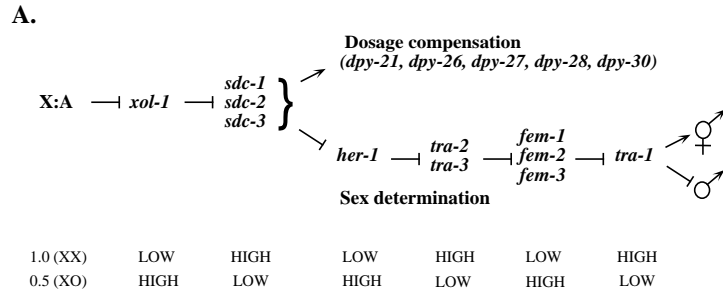 A.
Dosage compensation
(dpy-21, dpy-26, dpy-27, dpy-28, dpy-30)
X:A xol-1 sdc-1
sdc-2
sdc-3
her-1 tra-2
tra-3 fem-1
fem-2
fem-3 tra-1
Sex determination
1.0 (XX) LOW HIGH LOW HIGH LOW HIGH
0.5 (XO) HIGH LOW HIGH LOW HIGH LOW